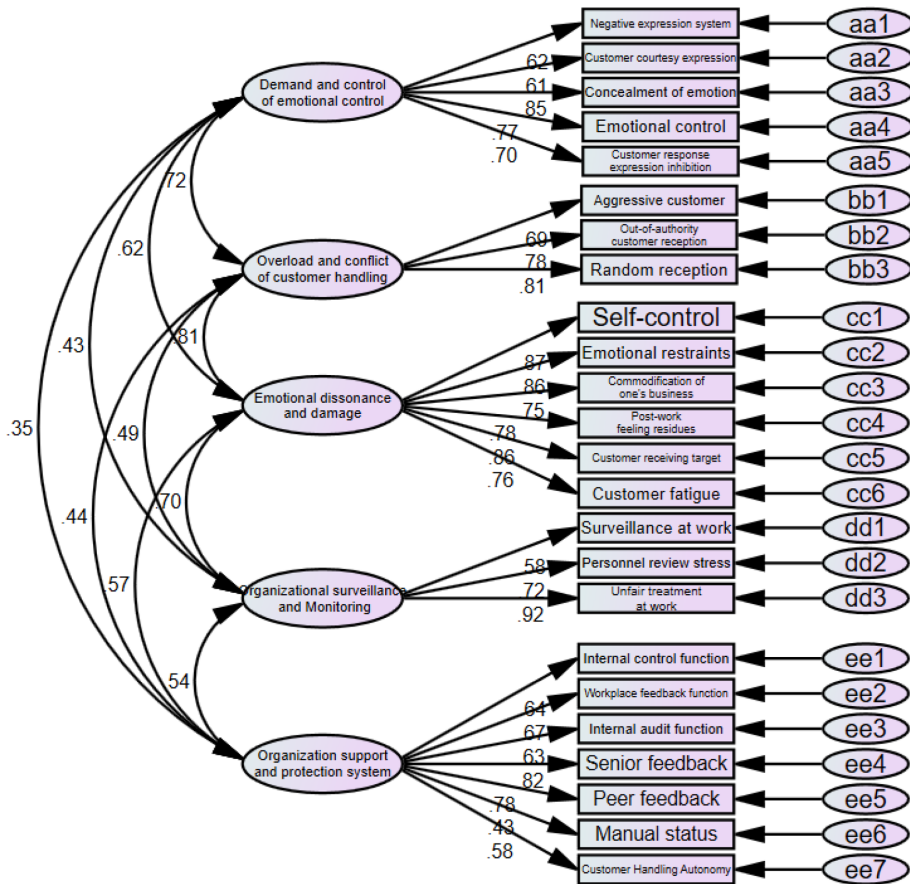 Negative expression system
aa1
Customer courtesy expression
aa2
.62
Demand and control
of emotional control
Concealment of emotion
aa3
.61
Emotional control
aa4
.85
.77
Customer response
expression inhibition
aa5
.70
.72
Aggressive customer
bb1
Out-of-authority
customer reception
bb2
.69
.62
Overload and conflict
of customer handling
Random reception
bb3
.78
.81
Self-control
cc1
.81
.43
Emotional restraints
cc2
.87
Commodification of
one's business
cc3
.86
Emotional dissonance
and damage
.75
Post-work
feeling residues
cc4
.35
.49
.78
Customer receiving target
cc5
.86
.76
Customer fatigue
cc6
.70
.44
Surveillance at work
dd1
Personnel review stress
dd2
.58
.57
Organizational surveillance
and Monitoring
Unfair treatment
at work
dd3
.72
.92
Internal control function
ee1
.54
Workplace feedback function
ee2
.64
Internal audit function
ee3
.67
Organization support
and protection system
Senior feedback
ee4
.63
.82
Peer feedback
ee5
.78
Manual status
ee6
.43
.58
Customer Handling Autonomy
ee7